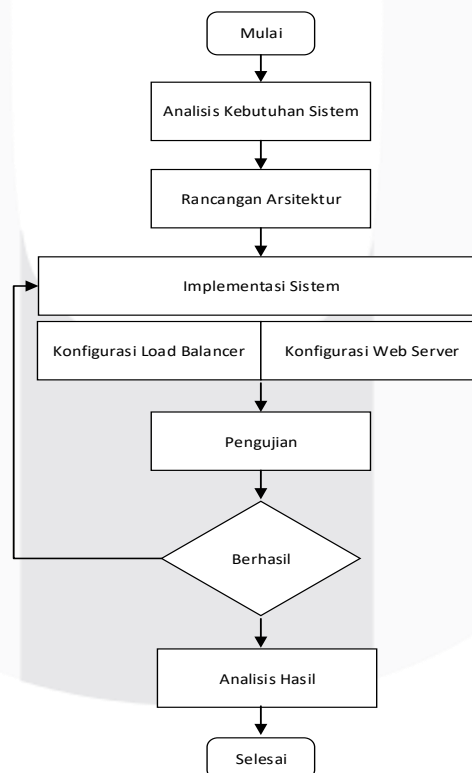 Mulai
Analisis Kebutuhan Sistem
Rancangan Arsitektur
Implementasi Sistem
Konfigurasi Load Balancer
Konfigurasi Web Server
Pengujian
Berhasil
Analisis Hasil
Selesai